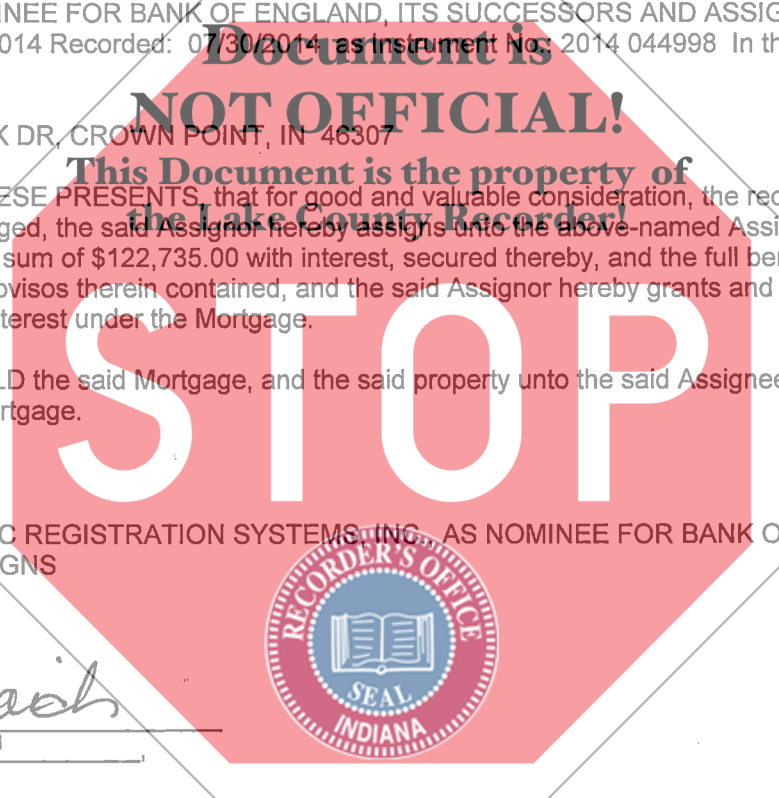 NEE FOR BANK OF ENGLAND, ITS SUCCESSORS AND ASSIG
Document is
014 Recorded: 07/30/2014 as Instrument No.: 2014 044998 In th
NOT OFFICIAL!
K DR, CROWN POINT, IN 46307
This Document is the property of
ESE PRESENTS, that for good and valuable consideration, the rec
the Lake County Recorder!
ged, the said Assignor hereby assigns unto the above-named Assi
sum of $122,735.00 with interest, secured thereby, and the full ber
ovisos therein contained, and the said Assignor hereby grants and
terest under the Mortgage.
STOP
LD the said Mortgage, and the said property unto the said Assignee
rtgage.
C REGISTRATION SYSTEMS, INC., AS NOMINEE FOR BANK O
GNS
RECORDER'S OFFICE
SEAL
INDIANA